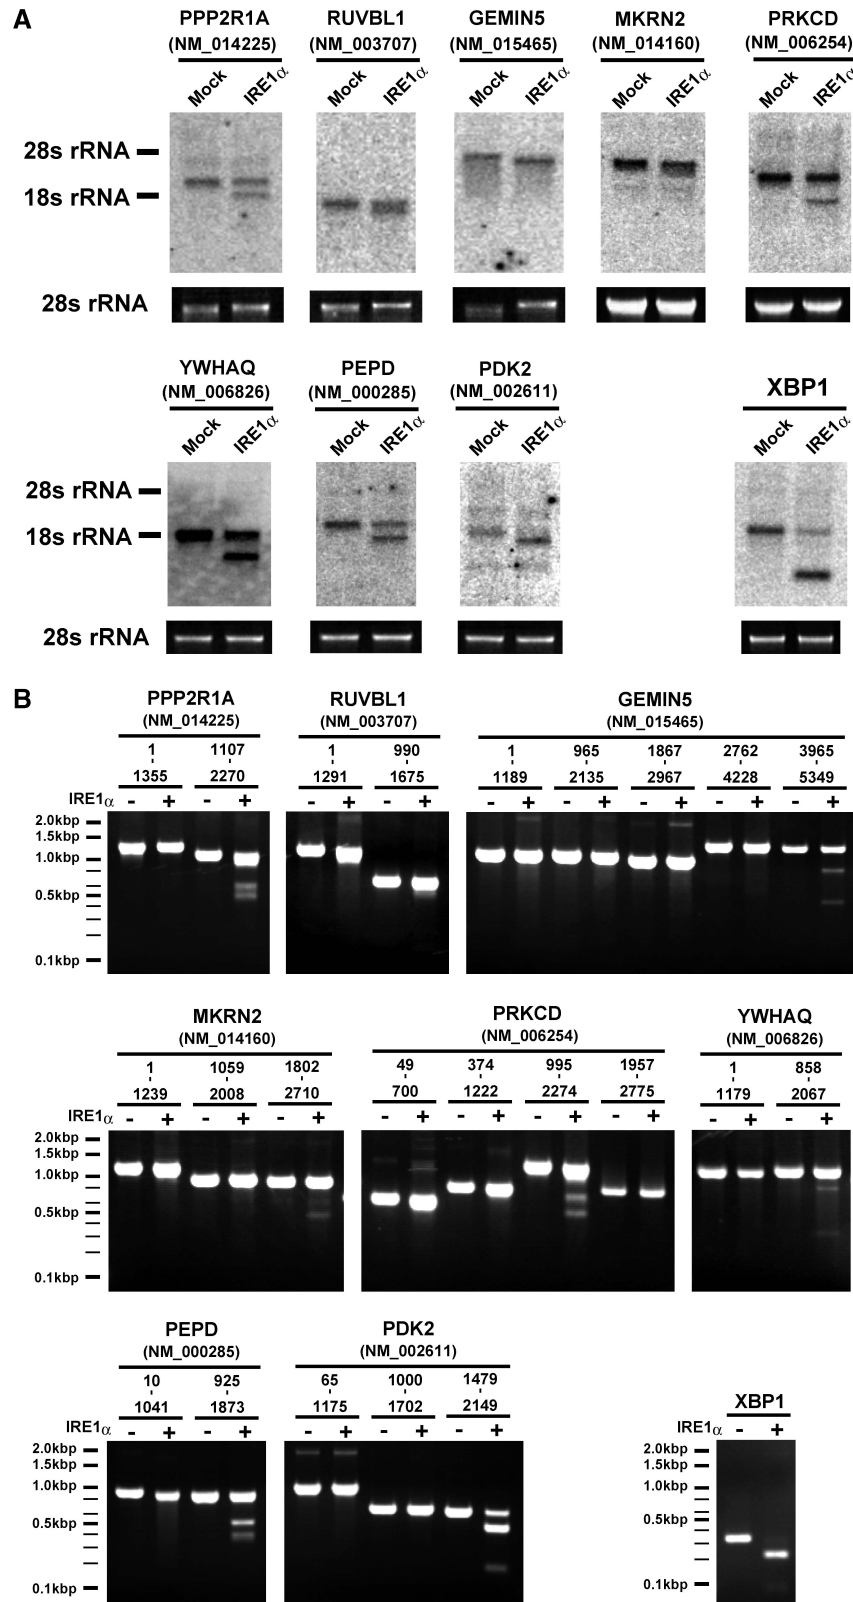 A
PPP2R1A RUVBL1 GEMIN5 MKRN2 PRKCD
(NM_014225) (NM_003707) (NM_015465) (NM_014160) (NM_006254)
Mock IRE1α Mock IRE1α Mock IRE1α Mock IRE1α Mock IRE1α
28s rRNA
18s rRNA
28s rRNA
YWHAQ PEPD PDK2 XBP1
(NM_006826) (NM_000285) (NM_002611)
Mock IRE1α Mock IRE1α Mock IRE1α Mock IRE1α
28s rRNA
18s rRNA
28s rRNA
B
PPP2R1A RUVBL1 GEMIN5
(NM_014225) (NM_003707) (NM_015465)
1 1107 1 990 1 965 1867 2762 3965
- - - - - - - - -
1355 2270 1291 1675 1189 2135 2967 4228 5349
IRE1α - + - + - + - + - + - + - + - + - +
2.0kbp
1.5kbp
1.0kbp
0.5kbp
0.1kbp
MKRN2 PRKCD YWHAQ
(NM_014160) (NM_006254) (NM_006826)
1 1059 1802 49 374 995 1957 1 858
- - - - - - - - -
1239 2008 2710 700 1222 2274 2775 1179 2067
IRE1α - + - + - + - + - + - + - + - + - +
2.0kbp
1.5kbp
1.0kbp
0.5kbp
0.1kbp
PEPD PDK2
(NM_000285) (NM_002611)
10 925 65 1000 1479
- - - - -
1041 1873 1175 1702 2149
IRE1α - + - + - + - + - +
2.0kbp
1.5kbp
1.0kbp
0.5kbp
0.1kbp
XBP1
IRE1α - +
2.0kbp
1.5kbp
1.0kbp
0.5kbp
0.1kbp